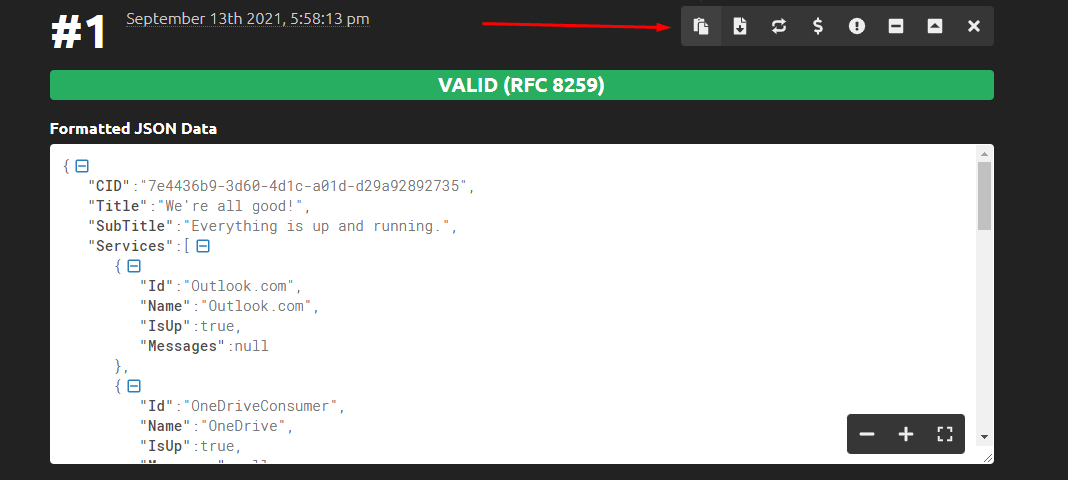 #1
September 13th 2021, 5:58:13 pm
VALID (RFC 8259)
Formatted JSON Data
{
"CID":"7e4436b9-3d60-4d1c-a01d-d29a92892735",
"Title":"We're all good!",
"SubTitle":"Everything is up and running.",
"Services":[
{
"Id":"Outlook.com",
"Name":"Outlook.com",
"IsUp":true,
"Messages":null
},
{
"Id":"OneDriveConsumer",
"Name":"OneDrive",
"IsUp":true,